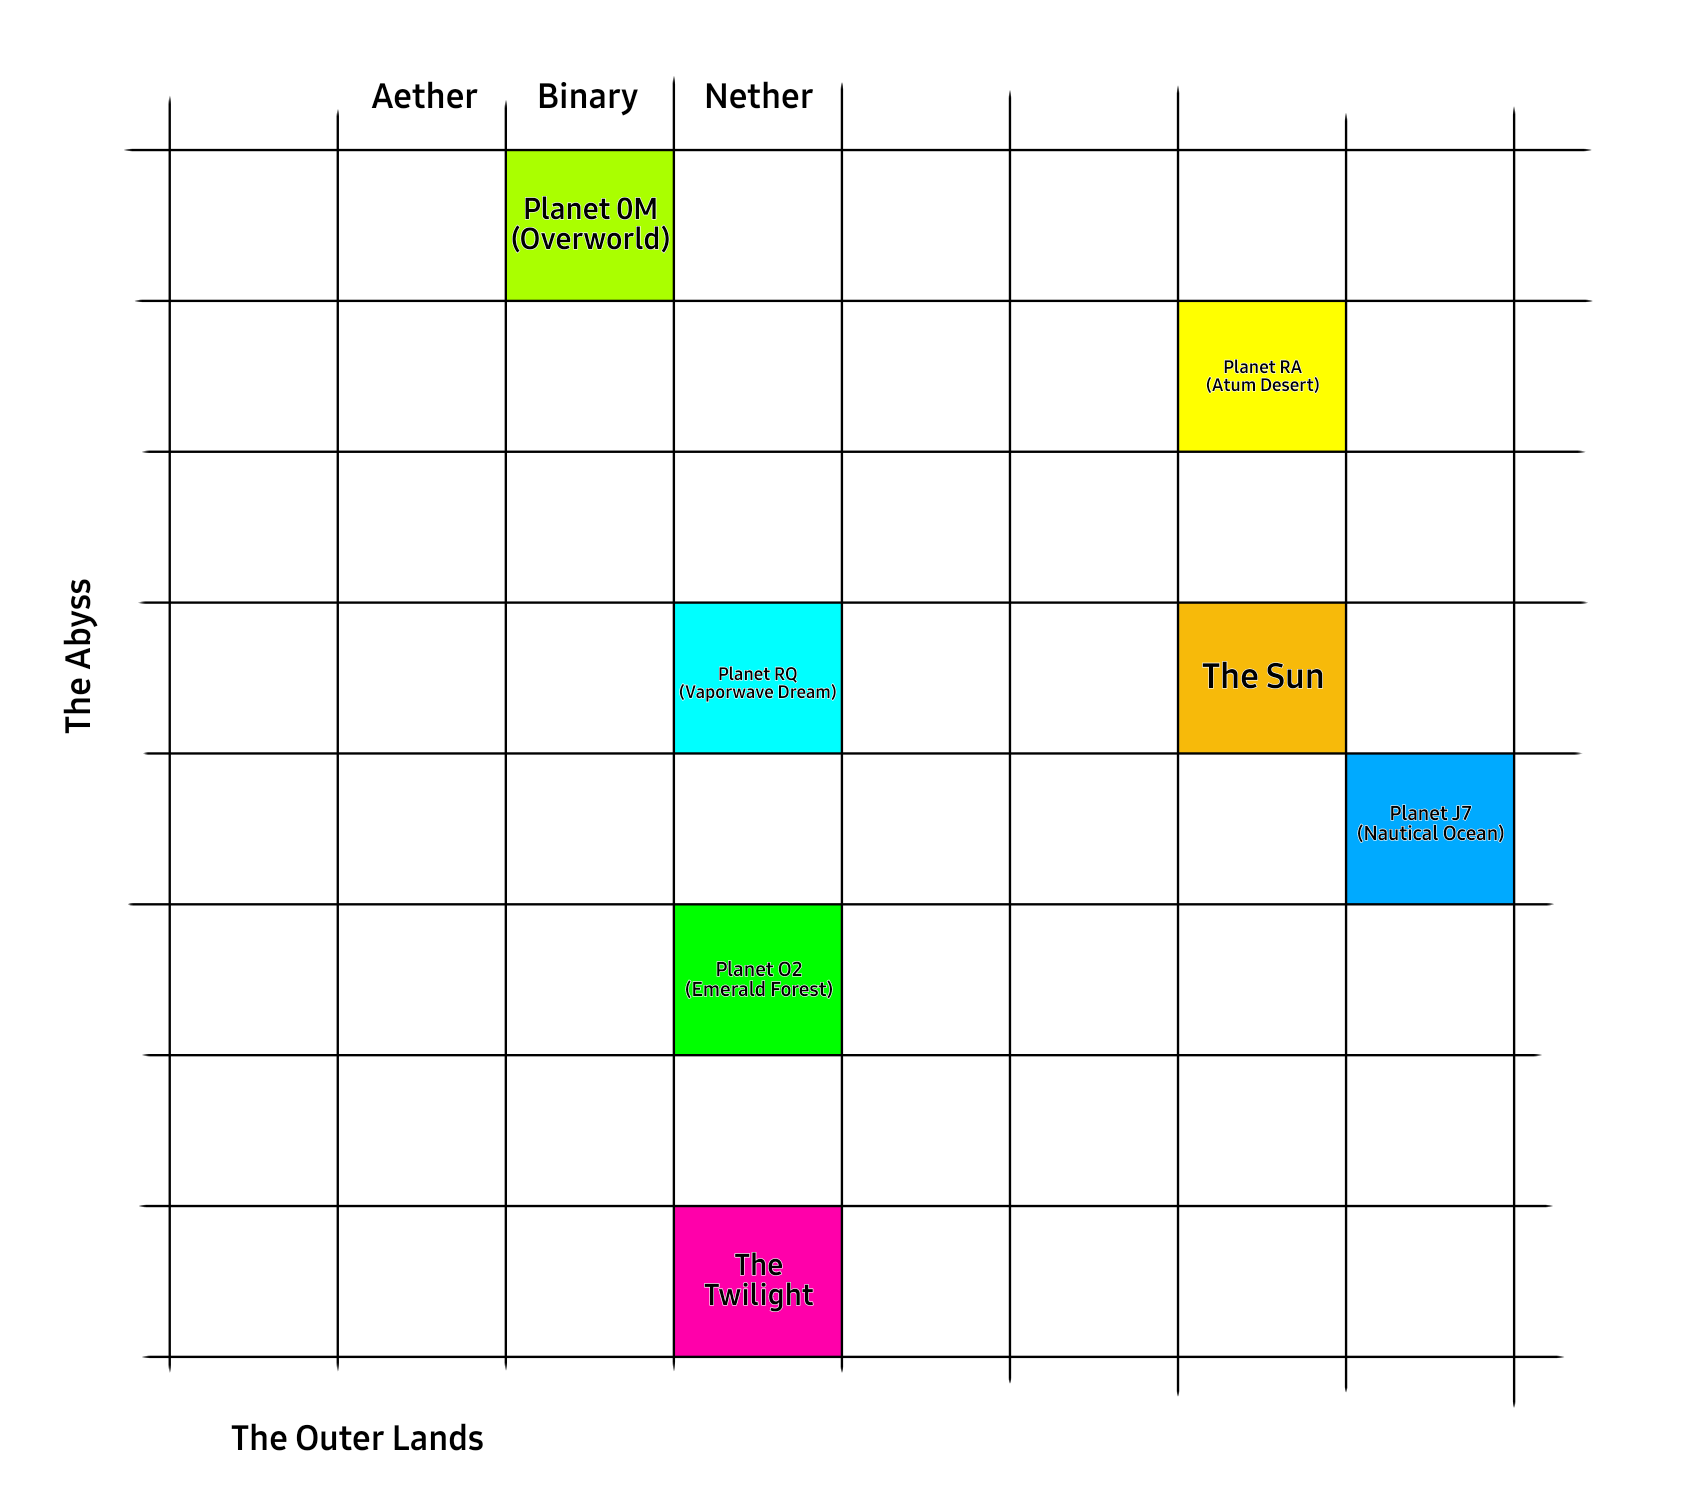 Aether
Binary
Nether
Planet 0M
(Overworld)
Planet RA
(Atum Desert)
The Abyss
Planet RQ
(Vaporwave Dream)
The Sun
Planet J7
(Nautical Ocean)
Planet O2
(Emerald Forest)
The
Twilight
The Outer Lands